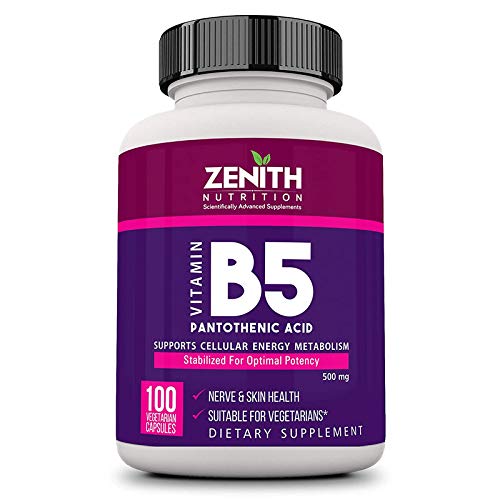 ZENITH
NUTRITION
Scientifically Advanced Supplements
VITAMIN
B5
PANTOTHENIC ACID
SUPPORTS CELLULAR ENERGY METABOLISM
Stabilized For Optimal Potency
500 mg
100
VEGETARIAN
CAPSULES
✓ NERVE & SKIN HEALTH
✓ SUITABLE FOR VEGETARIANS*
DIETARY SUPPLEMENT